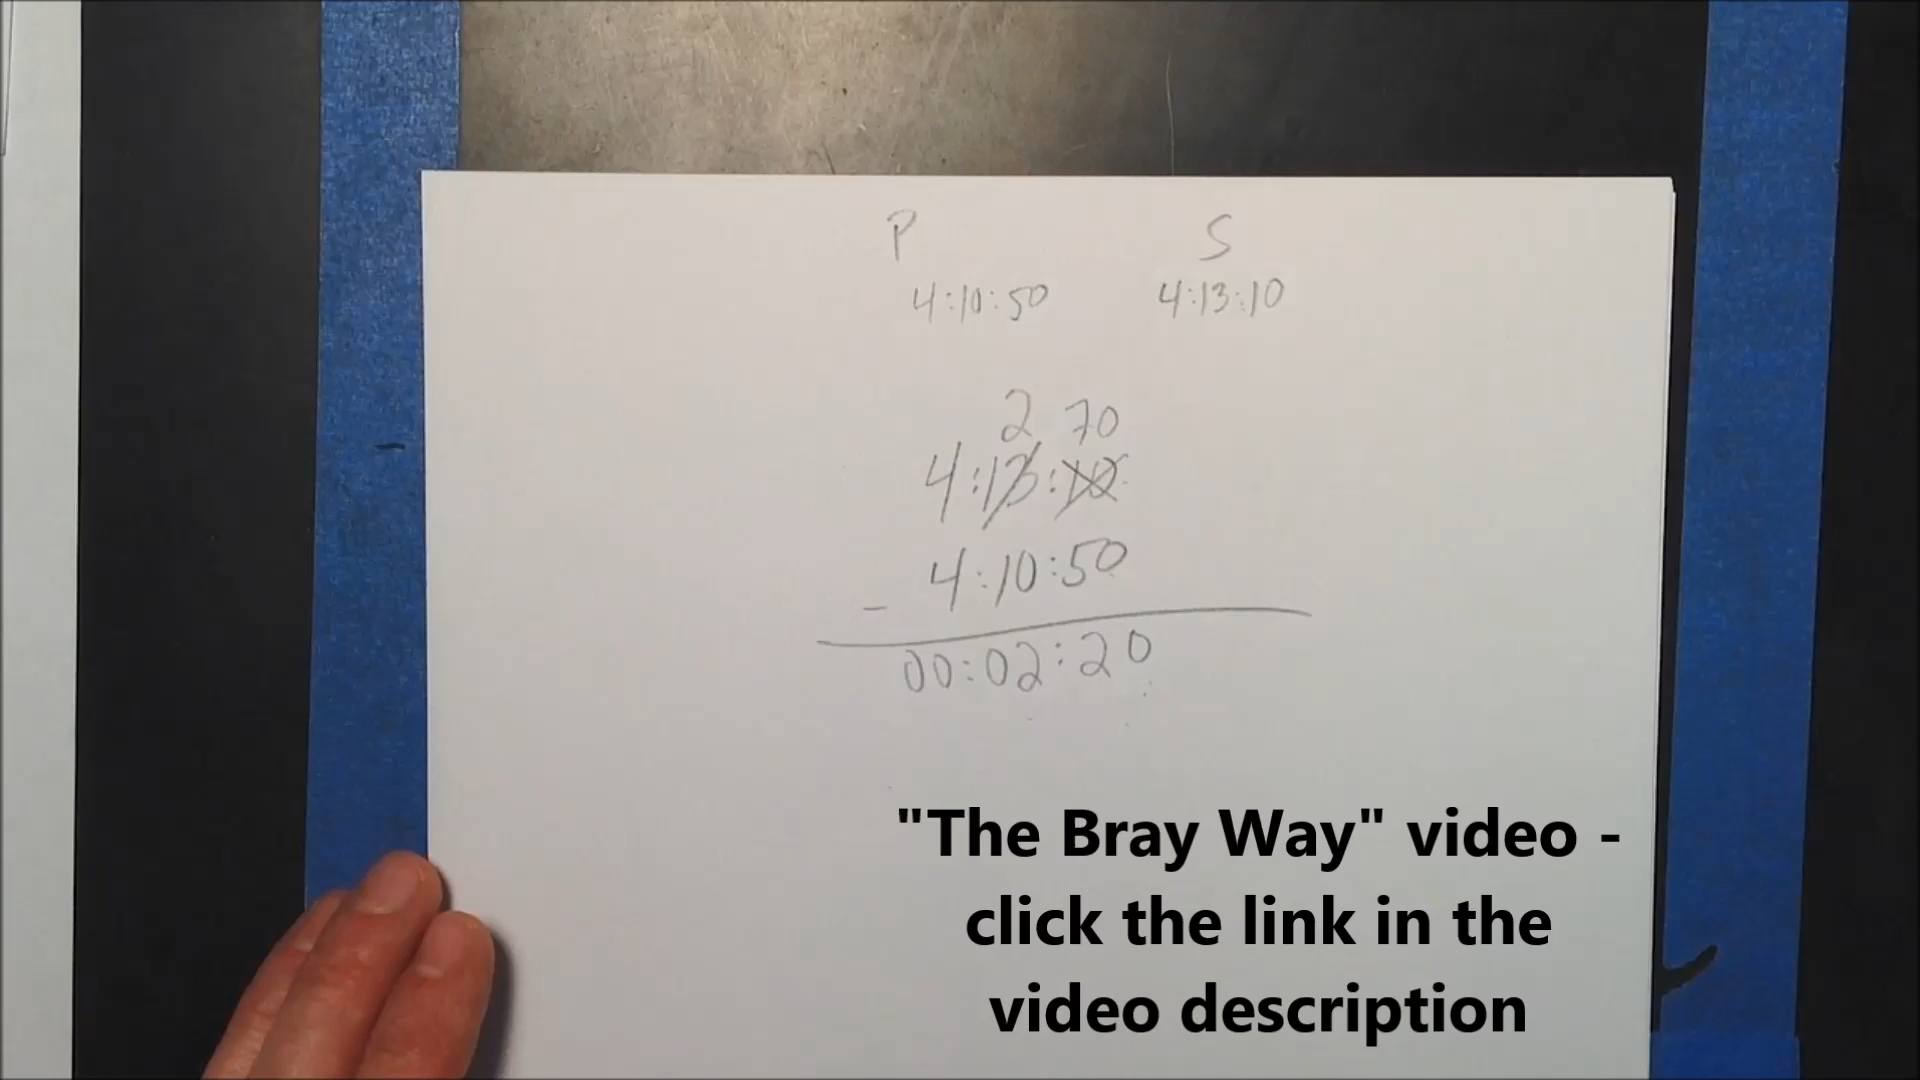 P S
4:10:50 4:13:10
2 70
4:13:10
4:10:50
-
00:02:20
"The Bray Way" video -
click the link in the
video description